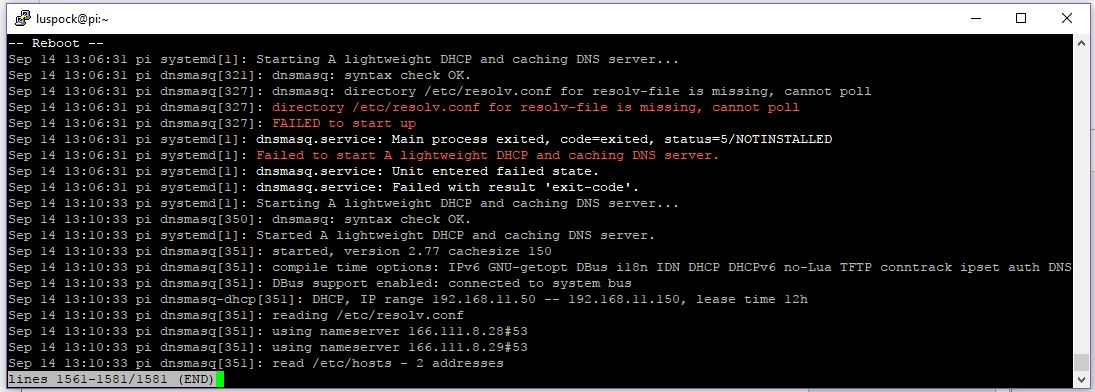 luspock@pi:~
-- Reboot --
Sep 14 13:06:31 pi systemd[1]: Starting A lightweight DHCP and caching DNS server...
Sep 14 13:06:31 pi dnsmasq[321]: dnsmasq: syntax check OK.
Sep 14 13:06:31 pi dnsmasq[327]: dnsmasq: directory /etc/resolv.conf for resolv-file is missing, cannot poll
Sep 14 13:06:31 pi dnsmasq[327]: directory /etc/resolv.conf for resolv-file is missing, cannot poll
Sep 14 13:06:31 pi dnsmasq[327]: FAILED to start up
Sep 14 13:06:31 pi systemd[1]: dnsmasq.service: Main process exited, code=exited, status=5/NOTINSTALLED
Sep 14 13:06:31 pi systemd[1]: Failed to start A lightweight DHCP and caching DNS server.
Sep 14 13:06:31 pi systemd[1]: dnsmasq.service: Unit entered failed state.
Sep 14 13:06:31 pi systemd[1]: dnsmasq.service: Failed with result 'exit-code'.
Sep 14 13:10:33 pi systemd[1]: Starting A lightweight DHCP and caching DNS server...
Sep 14 13:10:33 pi dnsmasq[350]: dnsmasq: syntax check OK.
Sep 14 13:10:33 pi systemd[1]: Started A lightweight DHCP and caching DNS server.
Sep 14 13:10:33 pi dnsmasq[351]: started, version 2.77 cachesize 150
Sep 14 13:10:33 pi dnsmasq[351]: compile time options: IPv6 GNU-getopt DBus i18n IDN DHCP DHCPv6 no-Lua TFTP conntrack ipset auth DNS
Sep 14 13:10:33 pi dnsmasq[351]: DBus support enabled: connected to system bus
Sep 14 13:10:33 pi dnsmasq-dhcp[351]: DHCP, IP range 192.168.11.50 -- 192.168.11.150, lease time 12h
Sep 14 13:10:33 pi dnsmasq[351]: reading /etc/resolv.conf
Sep 14 13:10:33 pi dnsmasq[351]: using nameserver 166.111.8.28#53
Sep 14 13:10:33 pi dnsmasq[351]: using nameserver 166.111.8.29#53
Sep 14 13:10:33 pi dnsmasq[351]: read /etc/hosts - 2 addresses
lines 1561-1581/1581 (END)